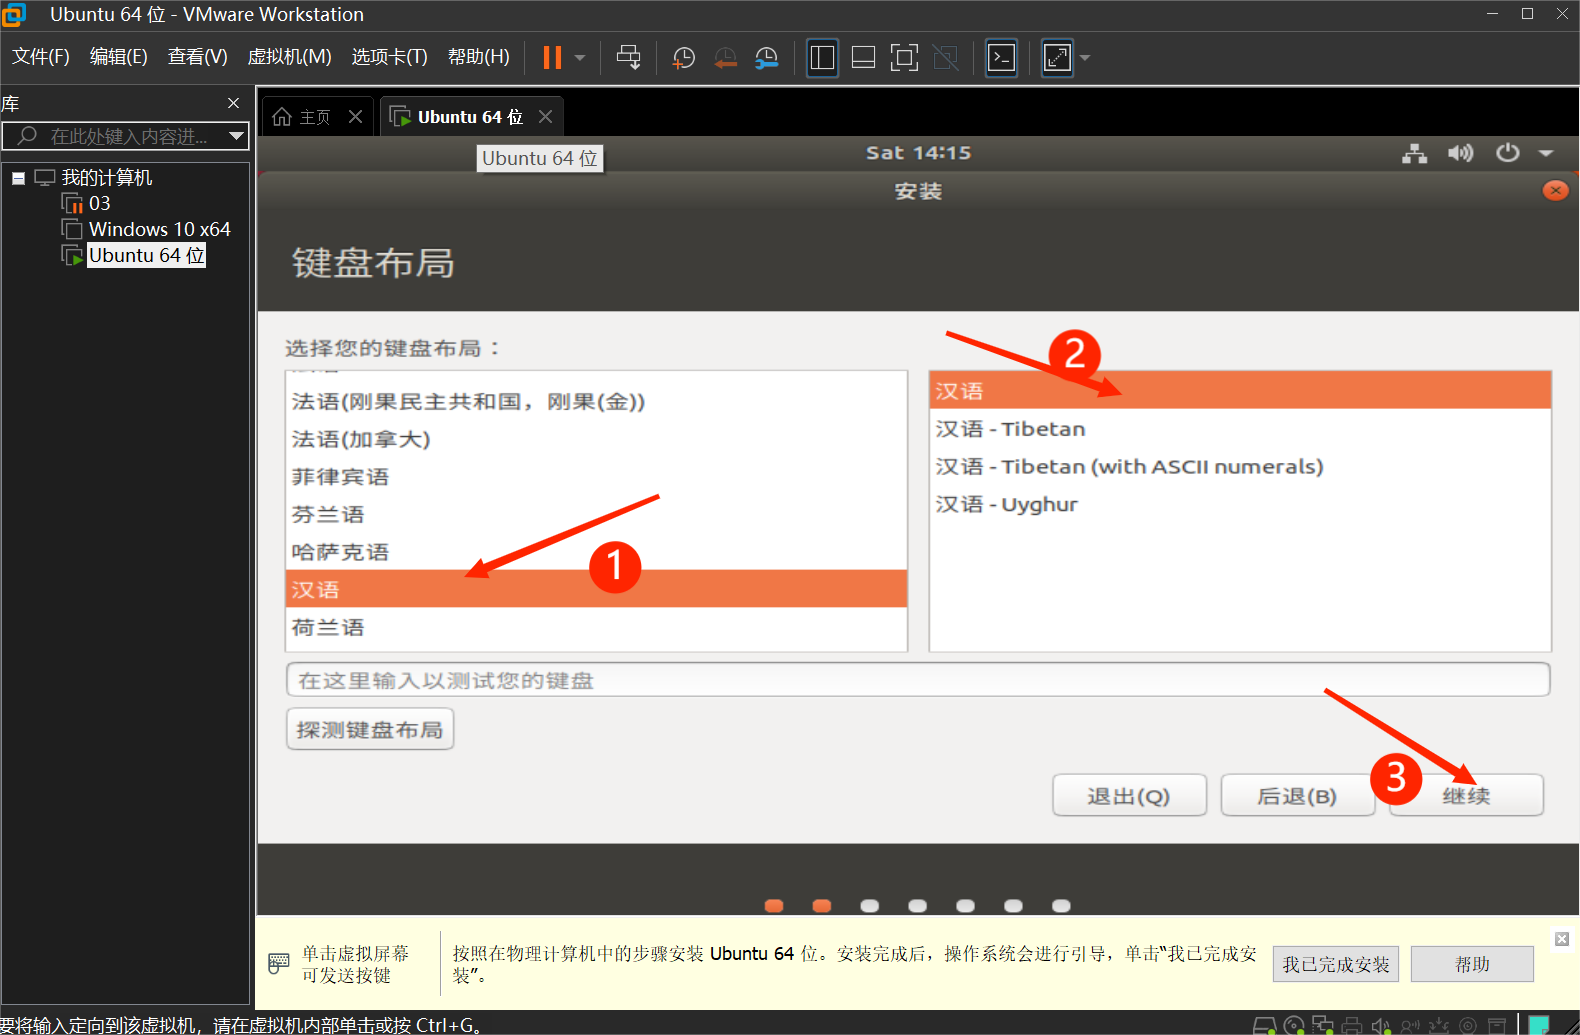 Ubuntu 64 位 - VMware Workstation
文件(F) 编辑(E) 查看(V) 虚拟机(M) 选项卡(T) 帮助(H)
库
在此处键入内容进...
我的计算机
03
Windows 10 x64
Ubuntu 64 位
主页
Ubuntu 64 位
Ubuntu 64 位
Sat 14:15
安装
键盘布局
选择您的键盘布局：
法语(刚果民主共和国，刚果(金))
法语(加拿大)
菲律宾语
芬兰语
哈萨克语
汉语
荷兰语
1
汉语
汉语 - Tibetan
汉语 - Tibetan (with ASCII numerals)
汉语 - Uyghur
2
在这里输入以测试您的键盘
探测键盘布局
退出(Q) 后退(B) 3 继续
单击虚拟屏幕
可发送按键
按照在物理计算机中的步骤安装 Ubuntu 64 位。安装完成后，操作系统会进行引导，单击“我已完成安
装”。
我已完成安装
帮助
要将输入定向到该虚拟机，请在虚拟机内部单击或按 Ctrl+G。